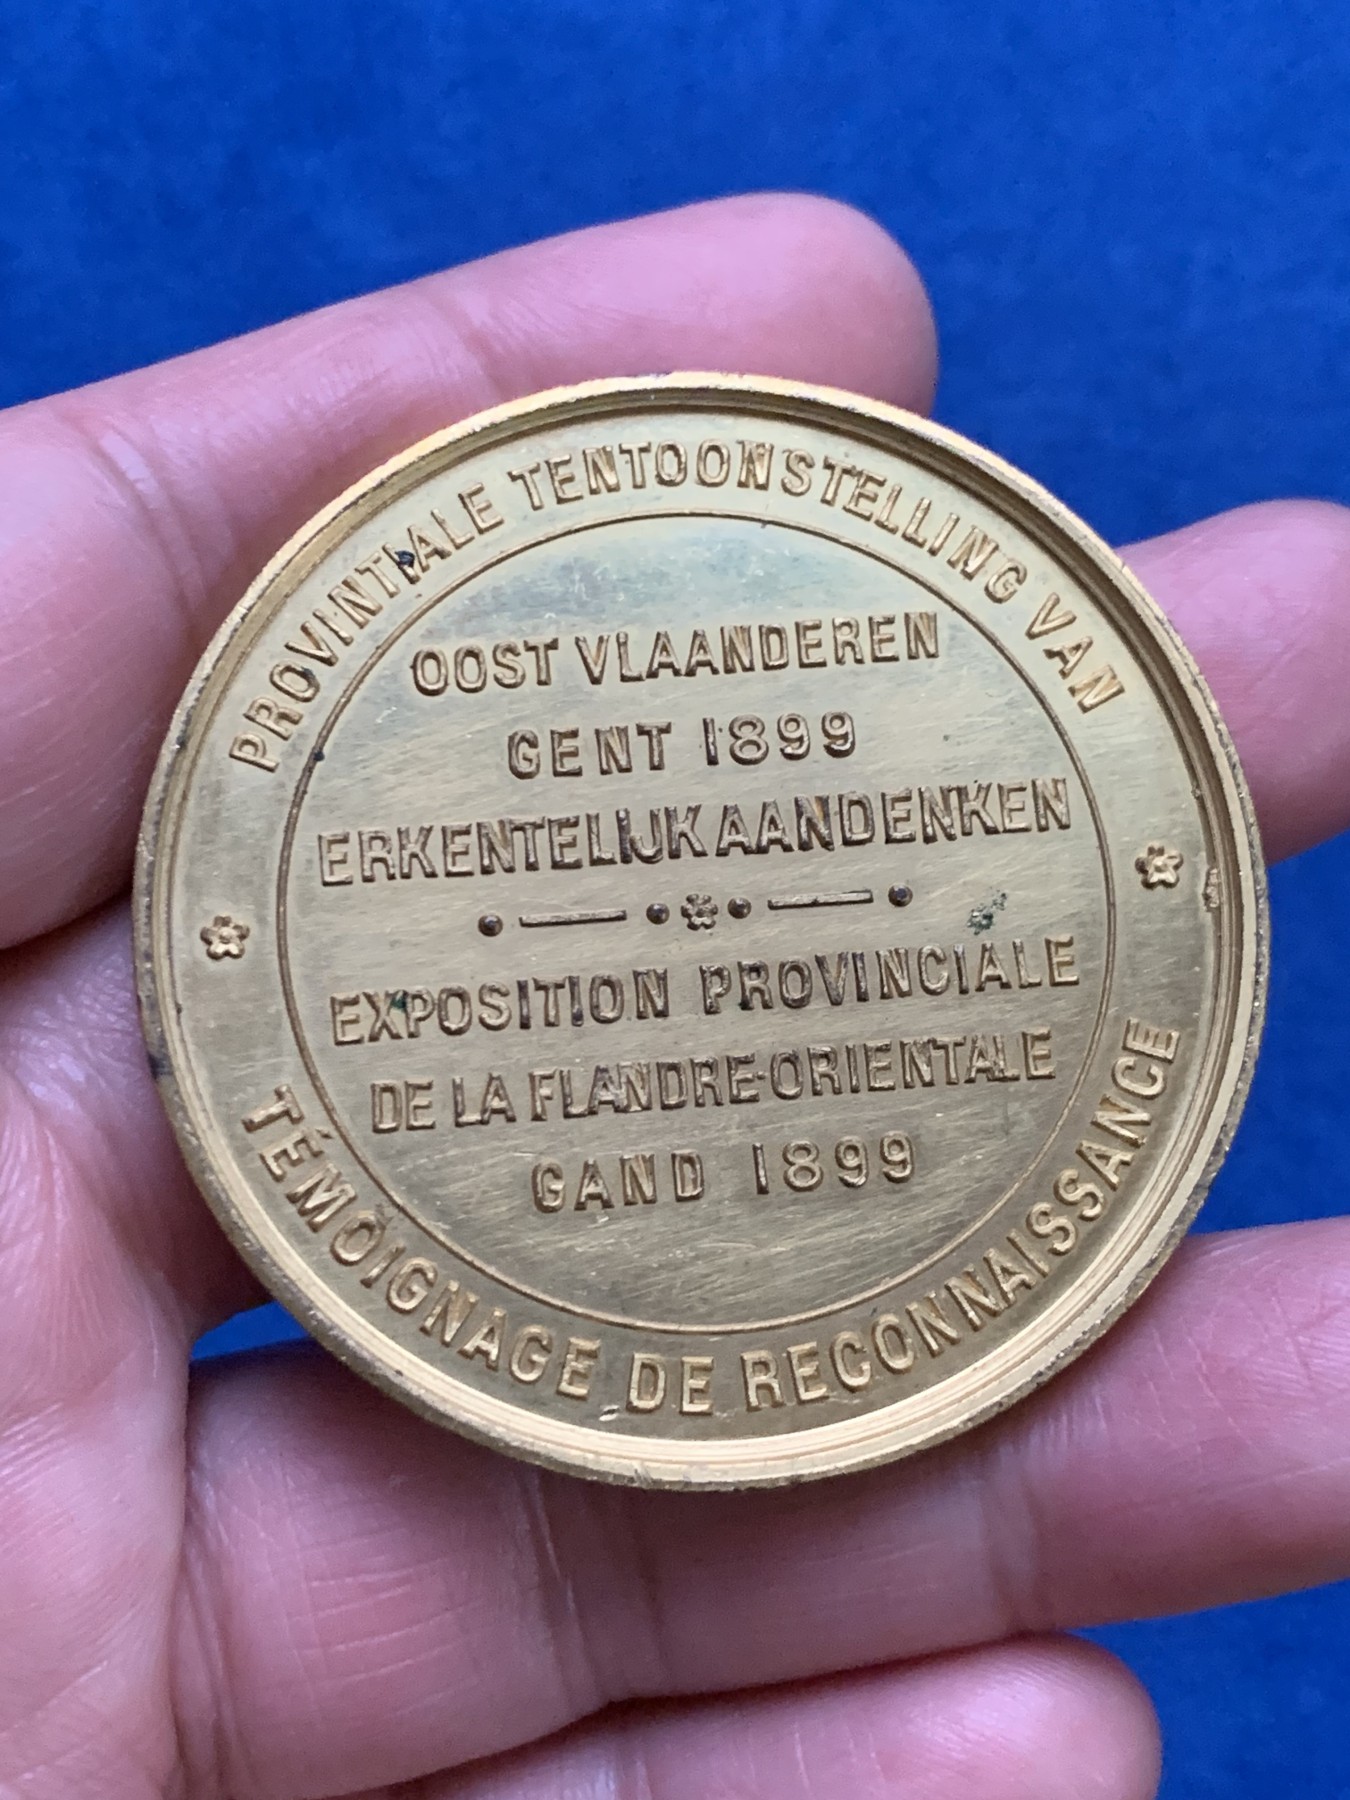 PROVINTIALE TENTOONSTELLING VAN
OOST VLAANDEREN
GENT 1899
ERKENTELIJK AANDENKEN
EXPOSITION PROVINCIALE
DE LA FLANDRE-ORIENTALE
GAND 1899
TÉMOIGNAGE DE RECONNAISSANCE